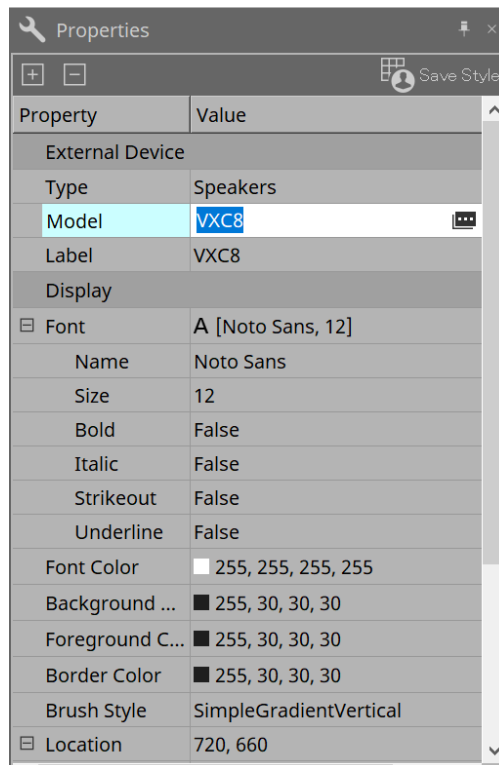 Properties
Save Style
Property Value
External Device
Type Speakers
Model VXC8
Label VXC8
Display
Font A [Noto Sans, 12]
Name Noto Sans
Size 12
Bold False
Italic False
Strikeout False
Underline False
Font Color 255, 255, 255, 255
Background ... 255, 30, 30, 30
Foreground C... 255, 30, 30, 30
Border Color 255, 30, 30, 30
Brush Style SimpleGradientVertical
Location 720, 660